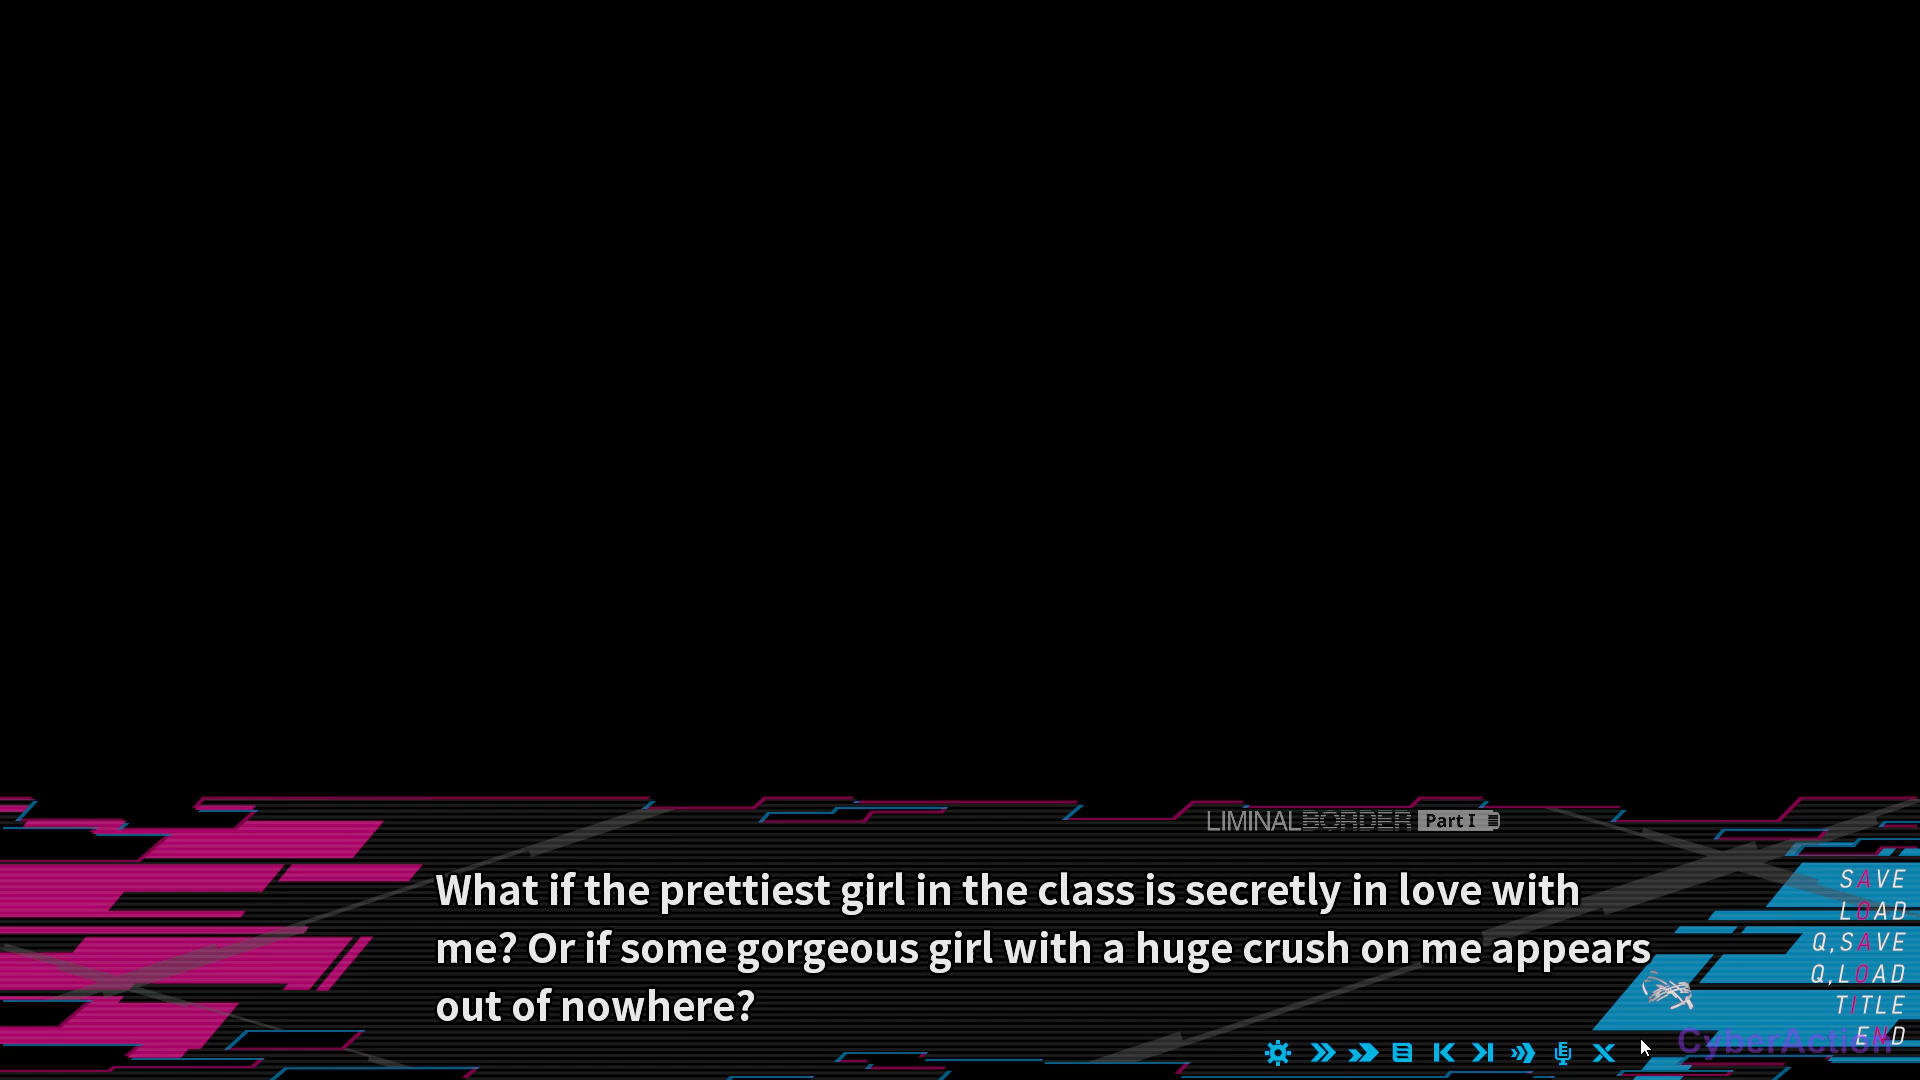 LIMINALBORDER Part I
What if the prettiest girl in the class is secretly in love with
me? Or if some gorgeous girl with a huge crush on me appears
out of nowhere?
SAVE
LOAD
Q,SAVE
Q,LOAD
TITLE
END
CyberAction